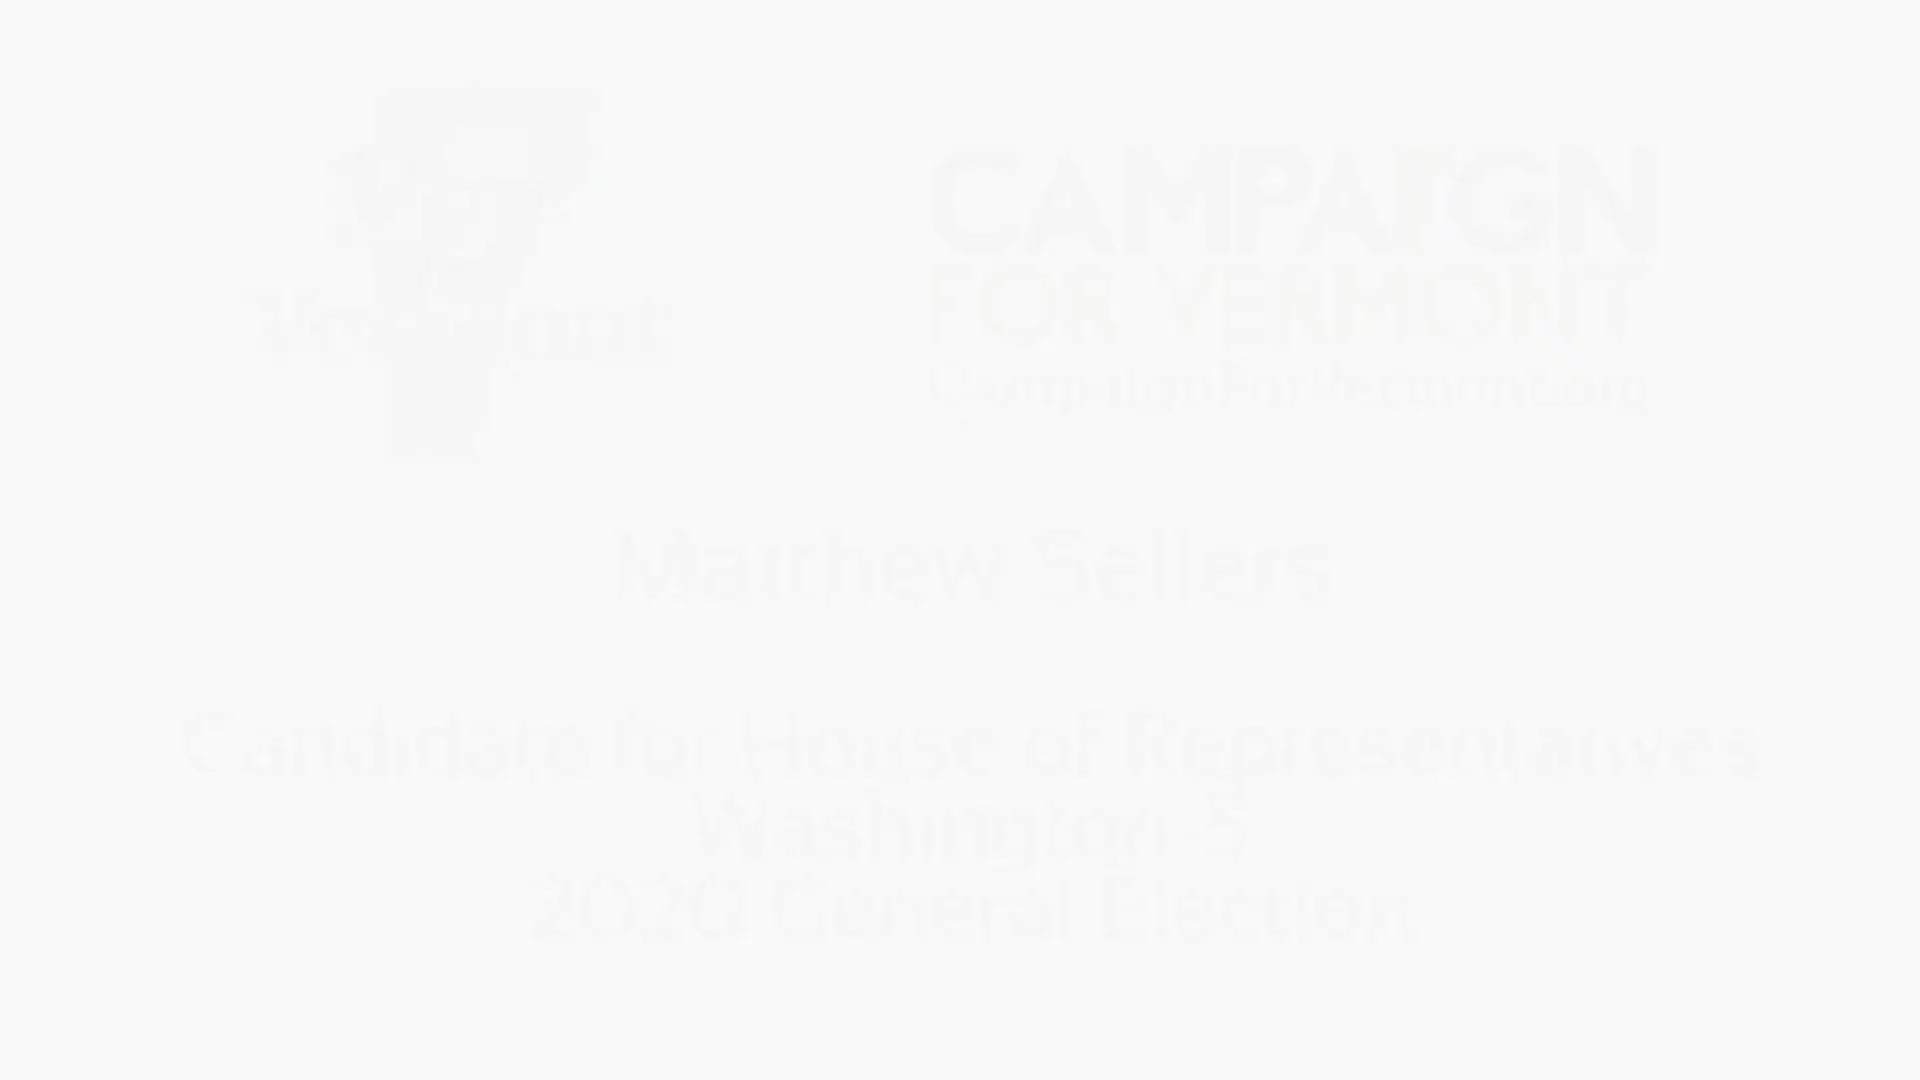 Vermont
CAMPAIGN
FOR VERMONT
CampaignForVermont.org
Matthew Sellers
Candidate for House of Representatives
Washington-5
2020 General Election